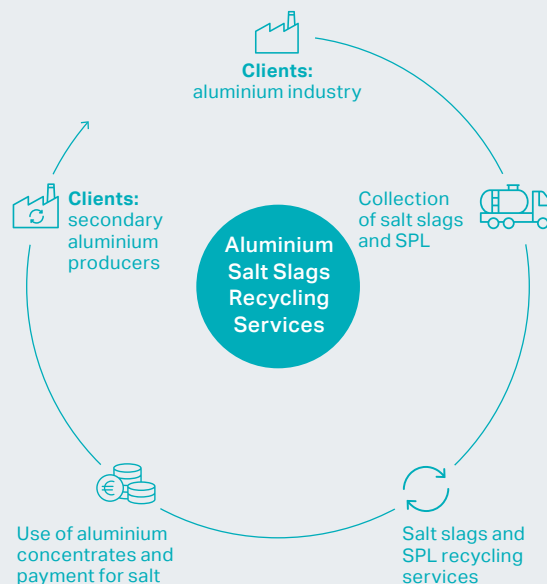 Clients:
aluminium industry
Collection
of salt slags
and SPL
Salt slags and
SPL recycling
services
Use of aluminium
concentrates and
payment for salt
€
Clients:
secondary
aluminium
producers
Aluminium
Salt Slags
Recycling
Services